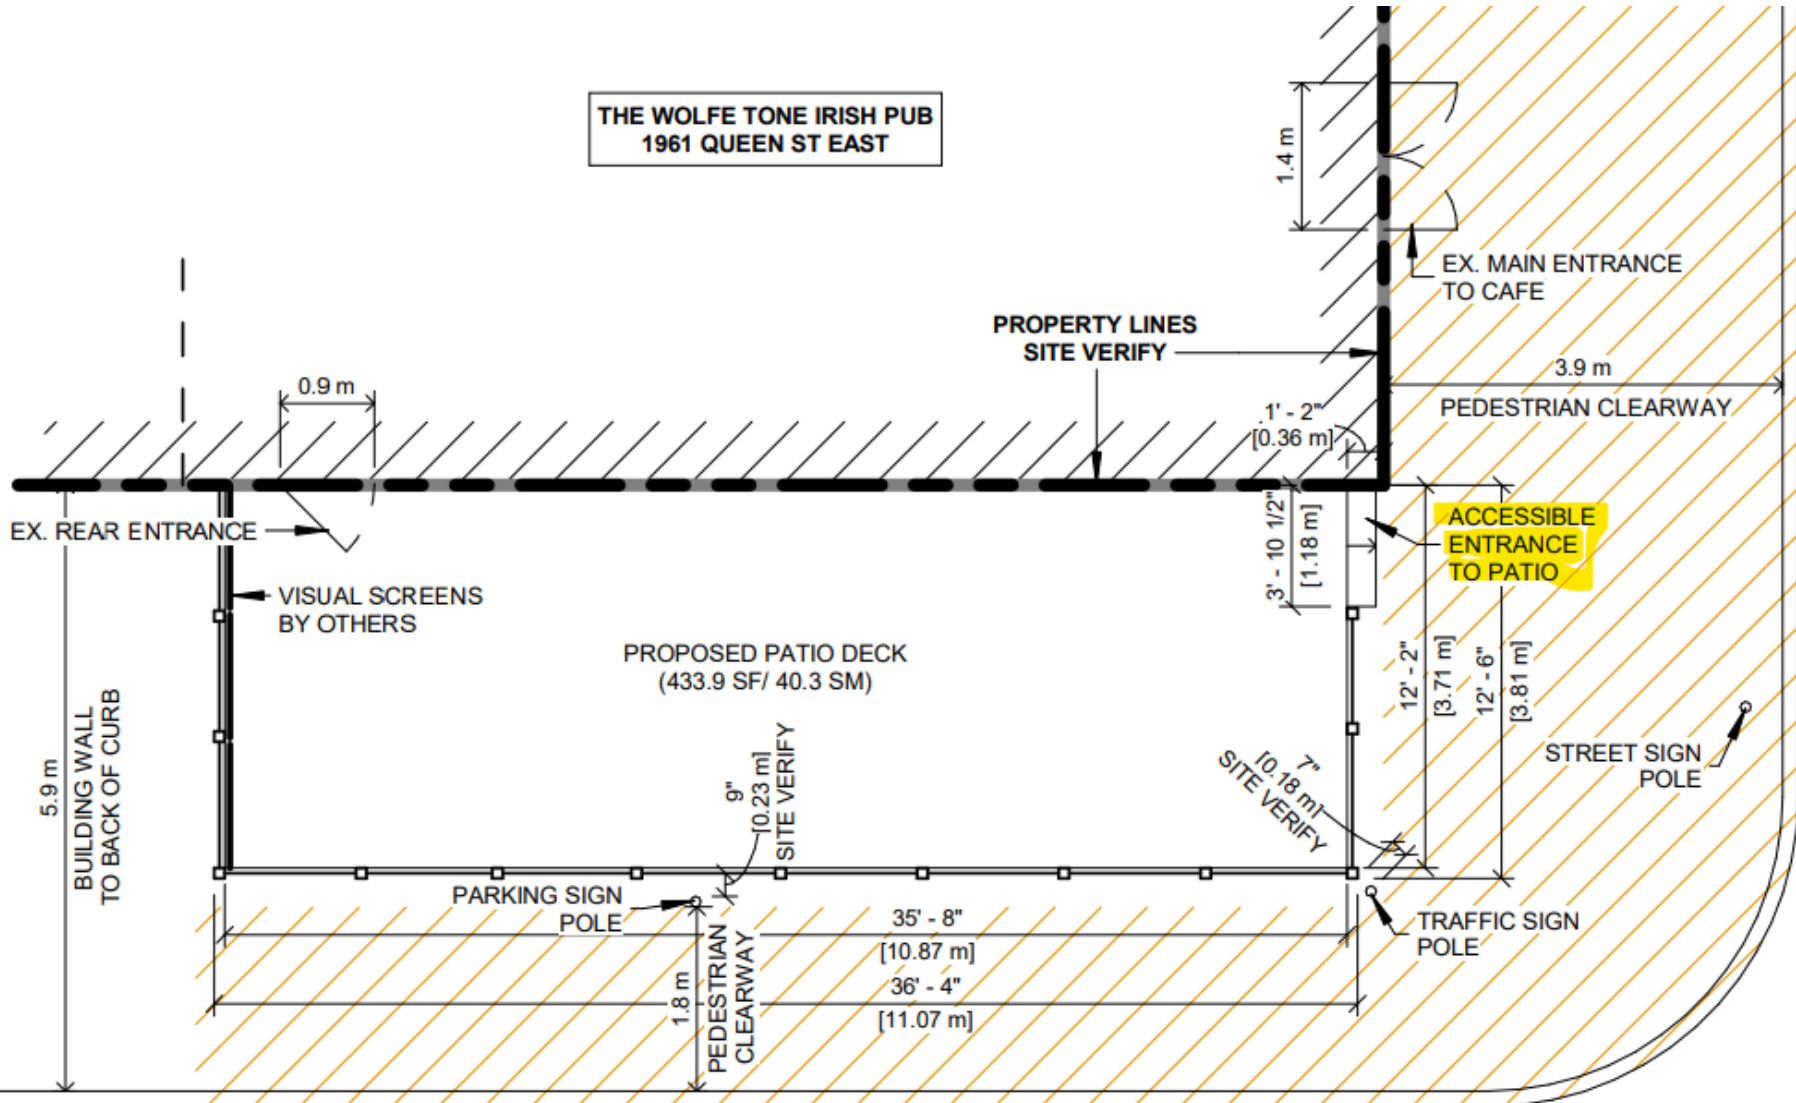 THE WOLFE TONE IRISH PUB
1961 QUEEN ST EAST
1.4 m
EX. MAIN ENTRANCE
TO CAFE
PROPERTY LINES
SITE VERIFY
3.9 m
PEDESTRIAN CLEARWAY
0.9 m
1' - 2"
[0.36 m]
EX. REAR ENTRANCE
3' - 10 1/2"
[1.18 m]
ACCESSIBLE
ENTRANCE
TO PATIO
VISUAL SCREENS
BY OTHERS
PROPOSED PATIO DECK
(433.9 SF/ 40.3 SM)
12' - 2"
[3.71 m]
12' - 6"
[3.81 m]
5.9 m
BUILDING WALL
TO BACK OF CURB
9"
[0.23 m]
SITE VERIFY
7"
[0.18 m]
SITE VERIFY
STREET SIGN
POLE
PARKING SIGN
POLE
35' - 8"
[10.87 m]
TRAFFIC SIGN
POLE
1.8 m
PEDESTRIAN
CLEARWAY
36' - 4"
[11.07 m]